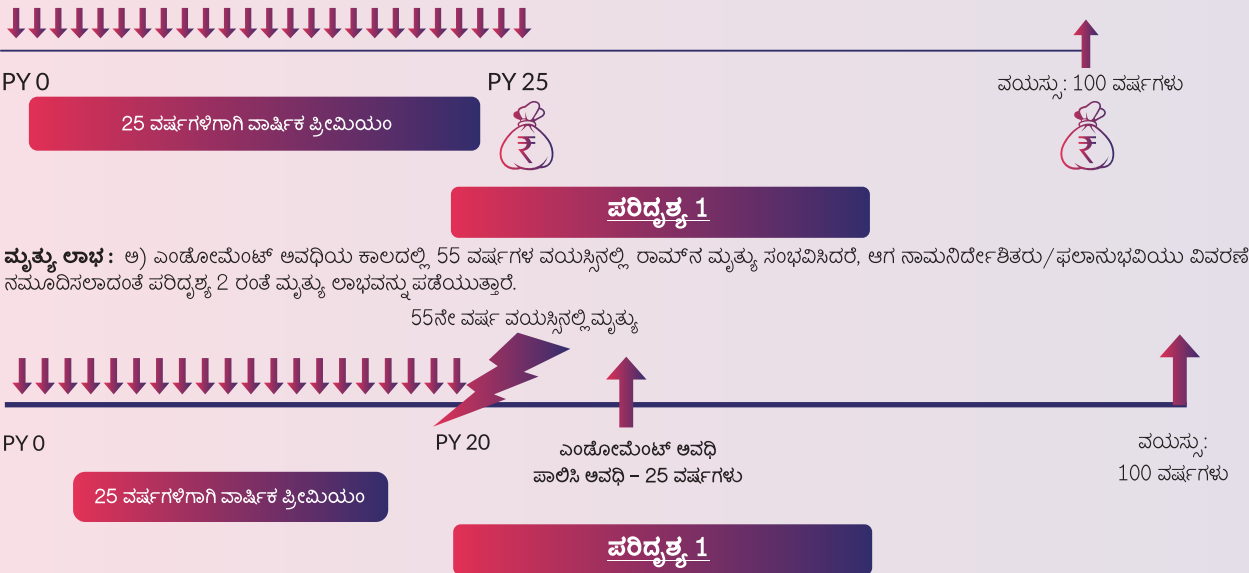 PY 0
PY 25
ವಯಸ್ಸು: 100 ವರ್ಷಗಳು
25 ವರ್ಷಗಳಿಗಾಗಿ ವಾರ್ಷಿಕ ಪ್ರೀಮಿಯಂ
₹
₹
ಪರಿದೃಶ್ಯ 1
ಮೃತ್ಯು ಲಾಭ: ಅ) ಎಂಡೋಮೆಂಟ್ ಅವಧಿಯ ಕಾಲದಲ್ಲಿ 55 ವರ್ಷಗಳ ವಯಸ್ಸಿನಲ್ಲಿ ರಾಮ್‌ನ ಮೃತ್ಯು ಸಂಭವಿಸಿದರೆ, ಆಗ ನಾಮನಿರ್ದೇಶಿತರು/ಫಲಾನುಭವಿಯು ವಿವರಣೆ
ನಮೂದಿಸಲಾದಂತೆ ಪರಿದೃಶ್ಯ 2 ರಂತೆ ಮೃತ್ಯು ಲಾಭವನ್ನು ಪಡೆಯುತ್ತಾರೆ.
55ನೇ ವರ್ಷ ವಯಸ್ಸಿನಲ್ಲಿ ಮೃತ್ಯು
PY 0
PY 20
ಎಂಡೋಮೆಂಟ್ ಅವಧಿ
ಪಾಲಿಸಿ ಅವಧಿ – 25 ವರ್ಷಗಳು
ವಯಸ್ಸು:
100 ವರ್ಷಗಳು
25 ವರ್ಷಗಳಿಗಾಗಿ ವಾರ್ಷಿಕ ಪ್ರೀಮಿಯಂ
ಪರಿದೃಶ್ಯ 1